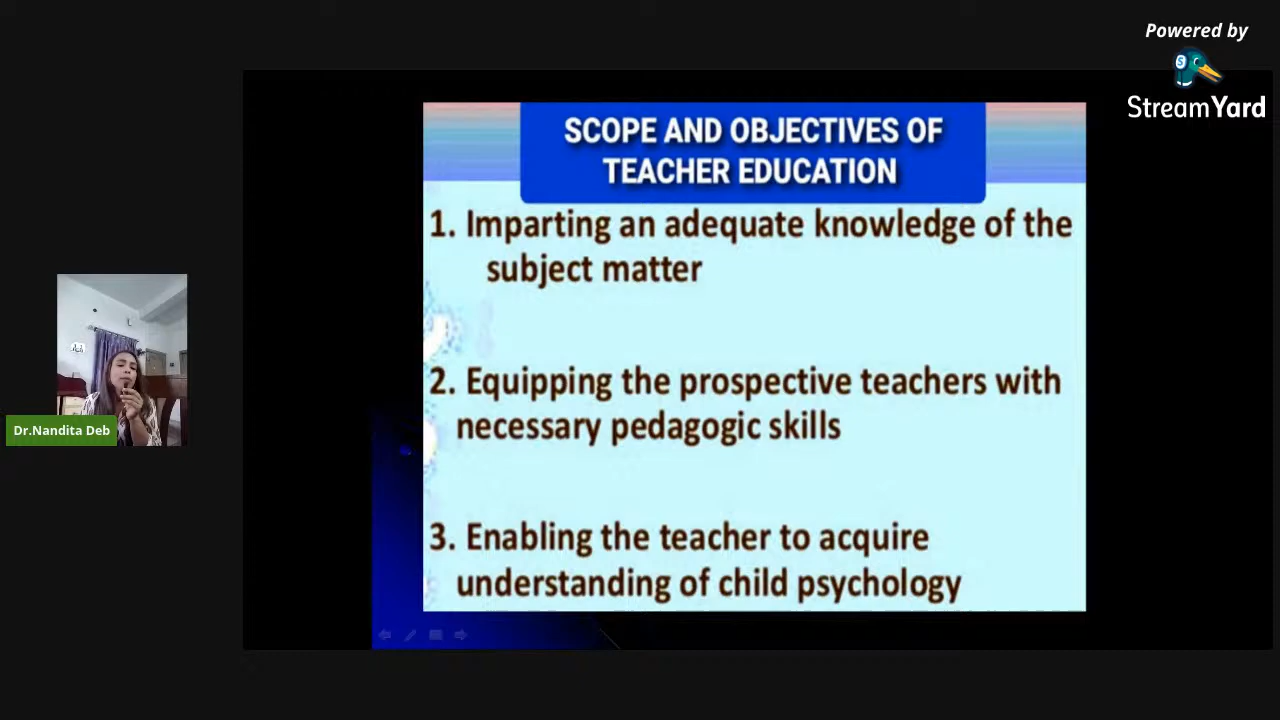 Powered by
StreamYard
SCOPE AND OBJECTIVES OF
TEACHER EDUCATION
1. Imparting an adequate knowledge of the
subject matter
2. Equipping the prospective teachers with
necessary pedagogic skills
3. Enabling the teacher to acquire
understanding of child psychology
Dr.Nandita Deb